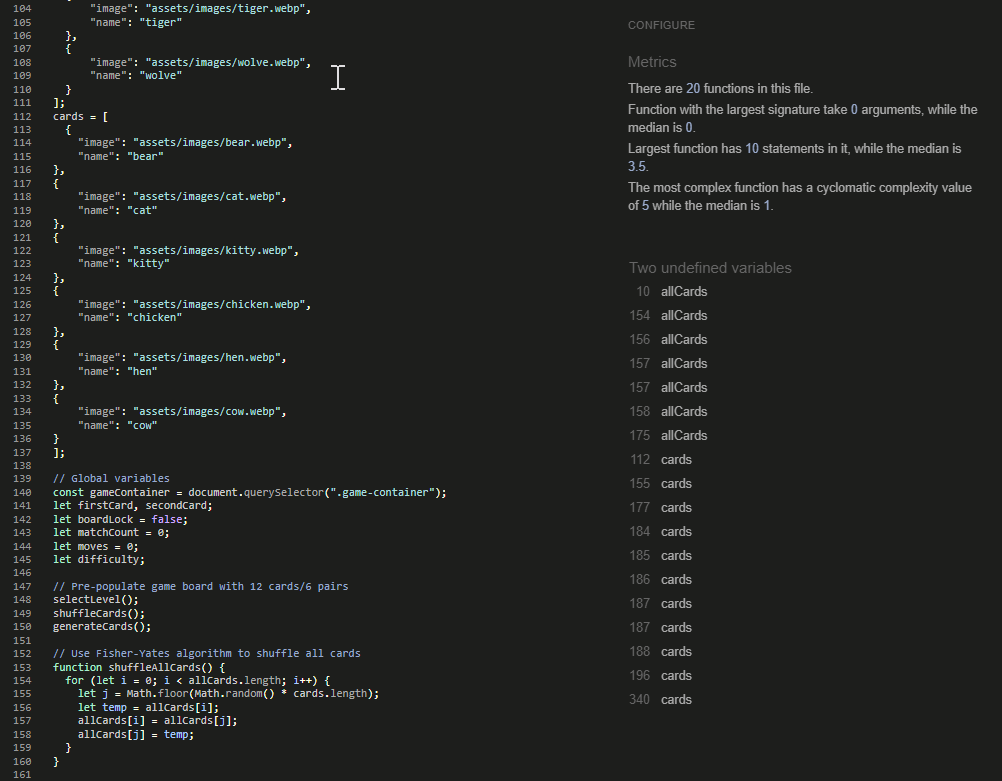 104 "image": "assets/images/tiger.webp",
105 "name": "tiger"
106 },
107 {
108 "image": "assets/images/wolve.webp",
109 "name": "wolve"
110 }
111 ];
112 cards = [
113 {
114 "image": "assets/images/bear.webp",
115 "name": "bear"
116 },
117 {
118 "image": "assets/images/cat.webp",
119 "name": "cat"
120 },
121 {
122 "image": "assets/images/kitty.webp",
123 "name": "kitty"
124 },
125 {
126 "image": "assets/images/chicken.webp",
127 "name": "chicken"
128 },
129 {
130 "image": "assets/images/hen.webp",
131 "name": "hen"
132 },
133 {
134 "image": "assets/images/cow.webp",
135 "name": "cow"
136 }
137 ];
138
139 // Global variables
140 const gameContainer = document.querySelector(".game-container");
141 let firstCard, secondCard;
142 let boardLock = false;
143 let matchCount = 0;
144 let moves = 0;
145 let difficulty;
146
147 // Pre-populate game board with 12 cards/6 pairs
148 selectLevel();
149 shuffleCards();
150 generateCards();
151
152 // Use Fisher-Yates algorithm to shuffle all cards
153 function shuffleAllCards() {
154 for (let i = 0; i < allCards.length; i++) {
155 let j = Math.floor(Math.random() * cards.length);
156 let temp = allCards[i];
157 allCards[i] = allCards[j];
158 allCards[j] = temp;
159 }
160 }
161
CONFIGURE
Metrics
There are 20 functions in this file.
Function with the largest signature take 0 arguments, while the
median is 0.
Largest function has 10 statements in it, while the median is
3.5.
The most complex function has a cyclomatic complexity value
of 5 while the median is 1.
Two undefined variables
10 allCards
154 allCards
156 allCards
157 allCards
157 allCards
158 allCards
175 allCards
112 cards
155 cards
177 cards
184 cards
185 cards
186 cards
187 cards
187 cards
188 cards
196 cards
340 cards